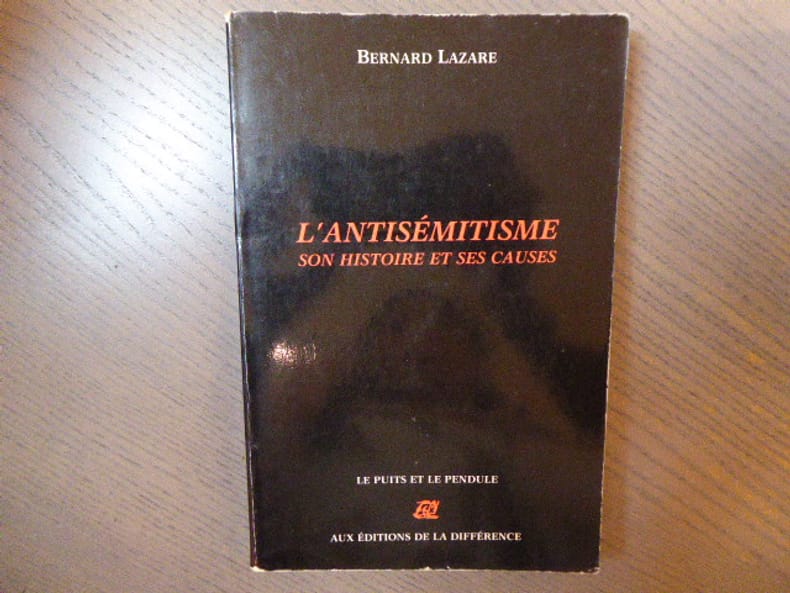 BERNARD LAZARE
L'ANTISÉMITISME
SON HISTOIRE ET SES CAUSES
LE PUITS ET LE PENDULE
AUX ÉDITIONS DE LA DIFFÉRENCE